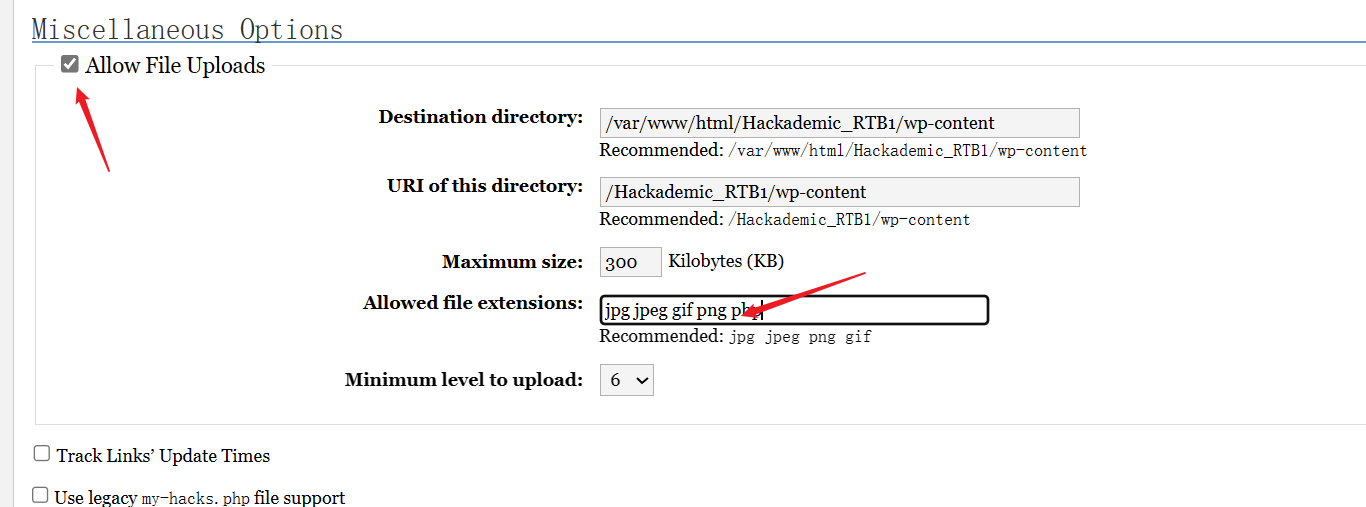 Miscellaneous Options
Allow File Uploads
Destination directory: /var/www/html/Hackademic_RTB1/wp-content
Recommended: /var/www/html/Hackademic_RTB1/wp-content
URI of this directory: /Hackademic_RTB1/wp-content
Recommended: /Hackademic_RTB1/wp-content
Maximum size: 300 Kilobytes (KB)
Allowed file extensions: jpg jpeg gif png php
Recommended: jpg jpeg png gif
Minimum level to upload: 6
Track Links’ Update Times
Use legacy my-hacks.php file support